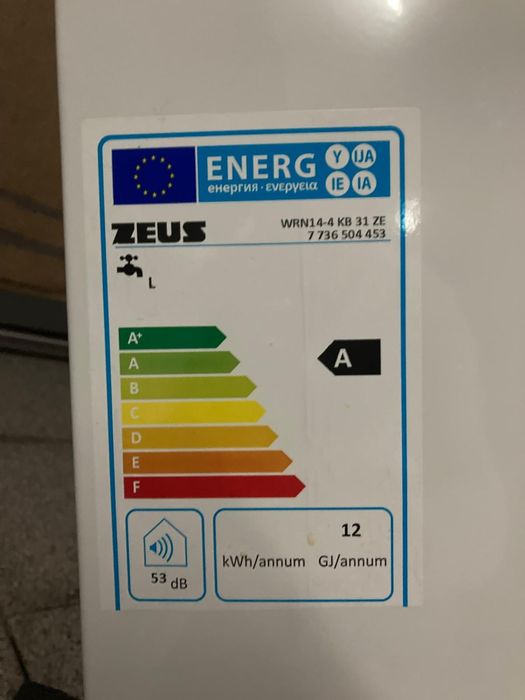 ENERG Y IJA
енергия · ενεργεια IE IA
ZEUS
WRN14-4 KB 31 ZE
7 736 504 453
L
A+
A
A
B
C
D
E
F
53 dB
12
kWh/annum GJ/annum